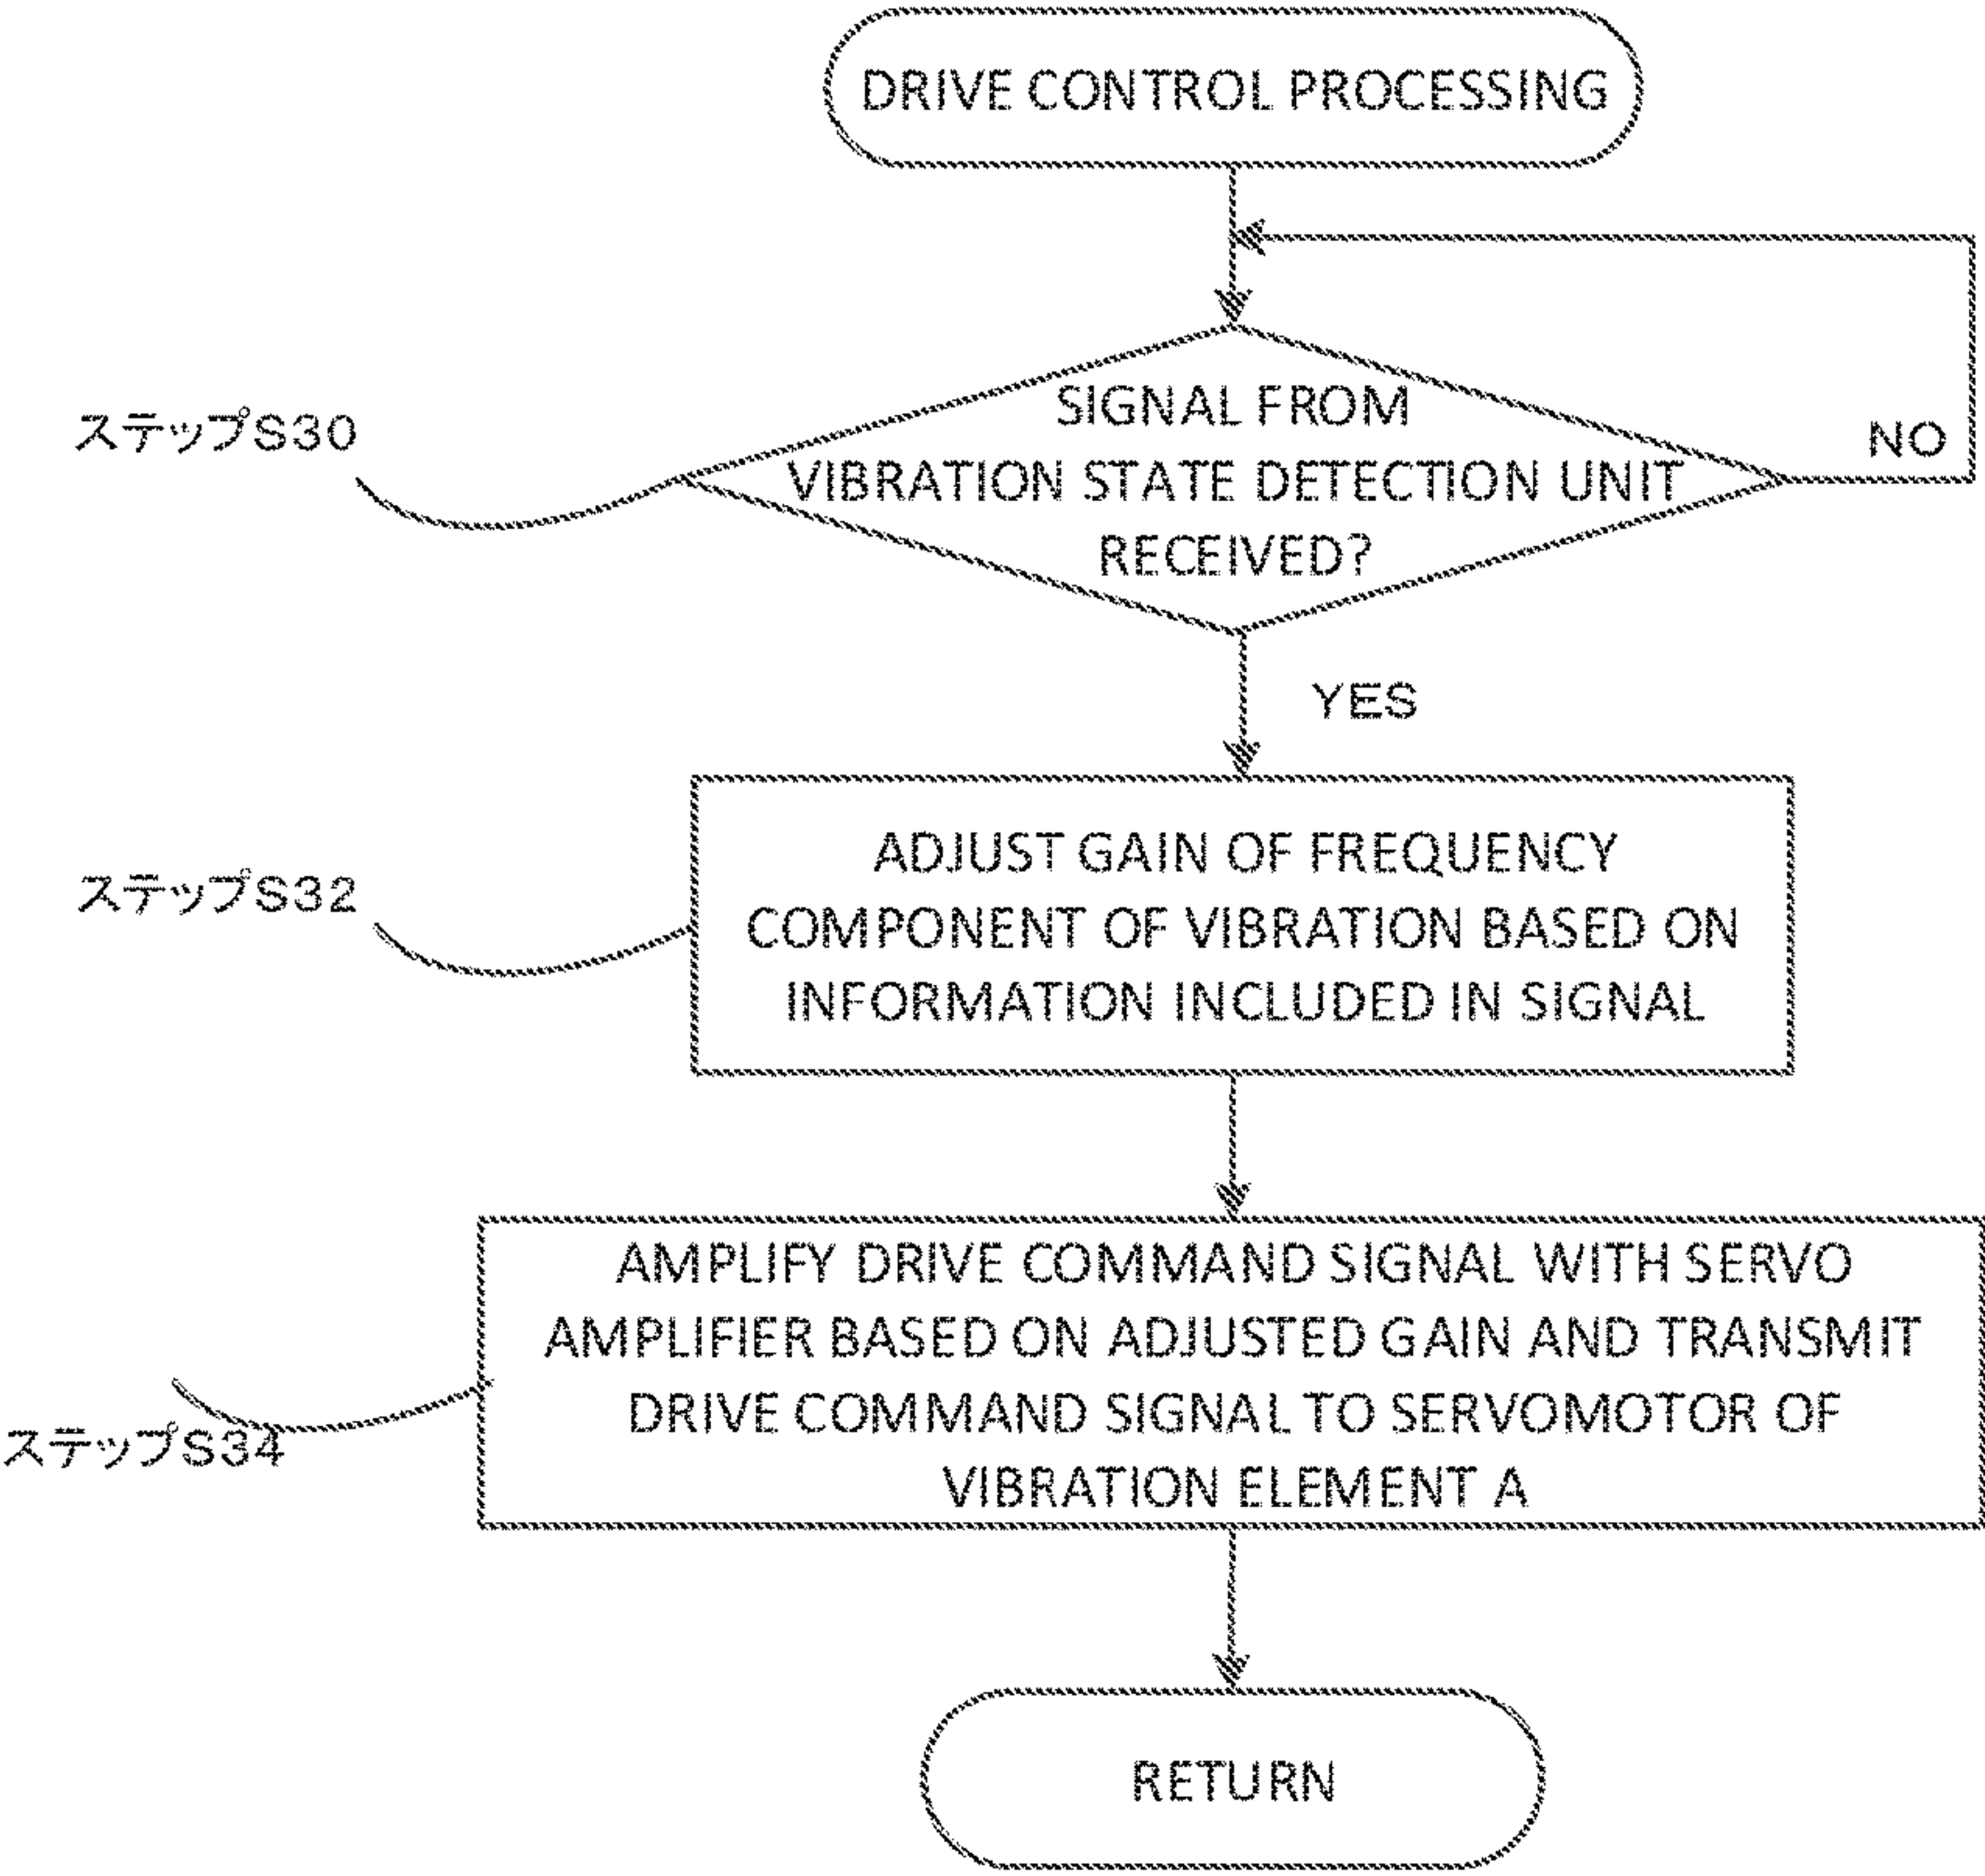 DRIVE CONTROL PROCESSING
ステップS30
SIGNAL FROM
VIBRATION STATE DETECTION UNIT
RECEIVED?
NO
YES
ステップS32
ADJUST GAIN OF FREQUENCY
COMPONENT OF VIBRATION BASED ON
INFORMATION INCLUDED IN SIGNAL
ステップS34
AMPLIFY DRIVE COMMAND SIGNAL WITH SERVO
AMPLIFIER BASED ON ADJUSTED GAIN AND TRANSMIT
DRIVE COMMAND SIGNAL TO SERVOMOTOR OF
VIBRATION ELEMENT A
RETURN